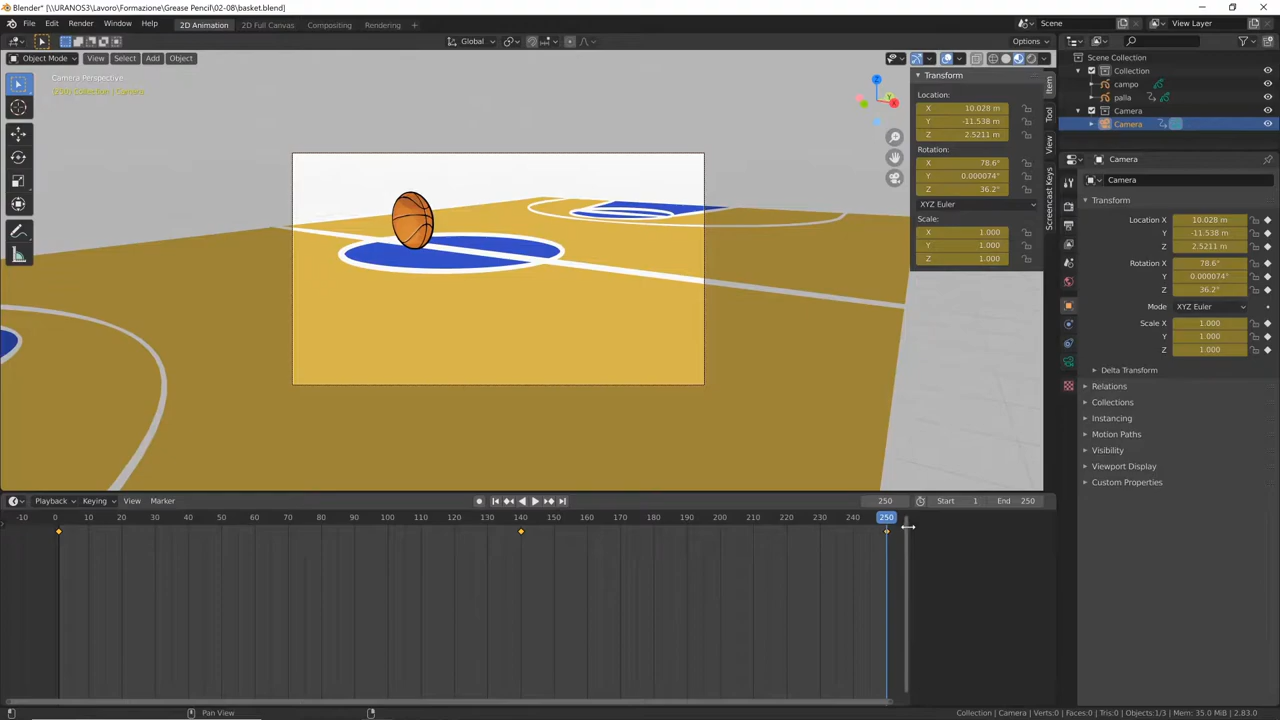 Blender* [\\URANOS3\Lavoro\Formazione\Grease Pencil\02-08\basket.blend]
File Edit Render Window Help 2D Animation 2D Full Canvas Compositing Rendering + Scene View Layer
Global Options
Object Mode View Select Add Object
Camera Perspective
(250) Collection | Camera
Z
Y
X
Transform
Location:
X 10.028 m
Y -11.538 m
Z 2.5211 m
Rotation:
X 78.6°
Y 0.000074°
Z 36.2°
XYZ Euler
Scale:
X 1.000
Y 1.000
Z 1.000
Item
Tool
View
Screencast Keys
Scene Collection
Collection
campo
palla
Camera
Camera
Camera
Camera
Transform
Location X 10.028 m
Y -11.538 m
Z 2.5211 m
Rotation X 78.6°
Y 0.000074°
Z 36.2°
Mode XYZ Euler
Scale X 1.000
Y 1.000
Z 1.000
Delta Transform
Relations
Collections
Instancing
Motion Paths
Visibility
Viewport Display
Custom Properties
Playback Keying View Marker 250 Start 1 End 250
-10 0 10 20 30 40 50 60 70 80 90 100 110 120 130 140 150 160 170 180 190 200 210 220 230 240 250
Pan View
Collection | Camera Verts:0 | Faces:0 | Tris:0 | Objects:1/3 | Mem: 35.0 MiB | 2.83.0